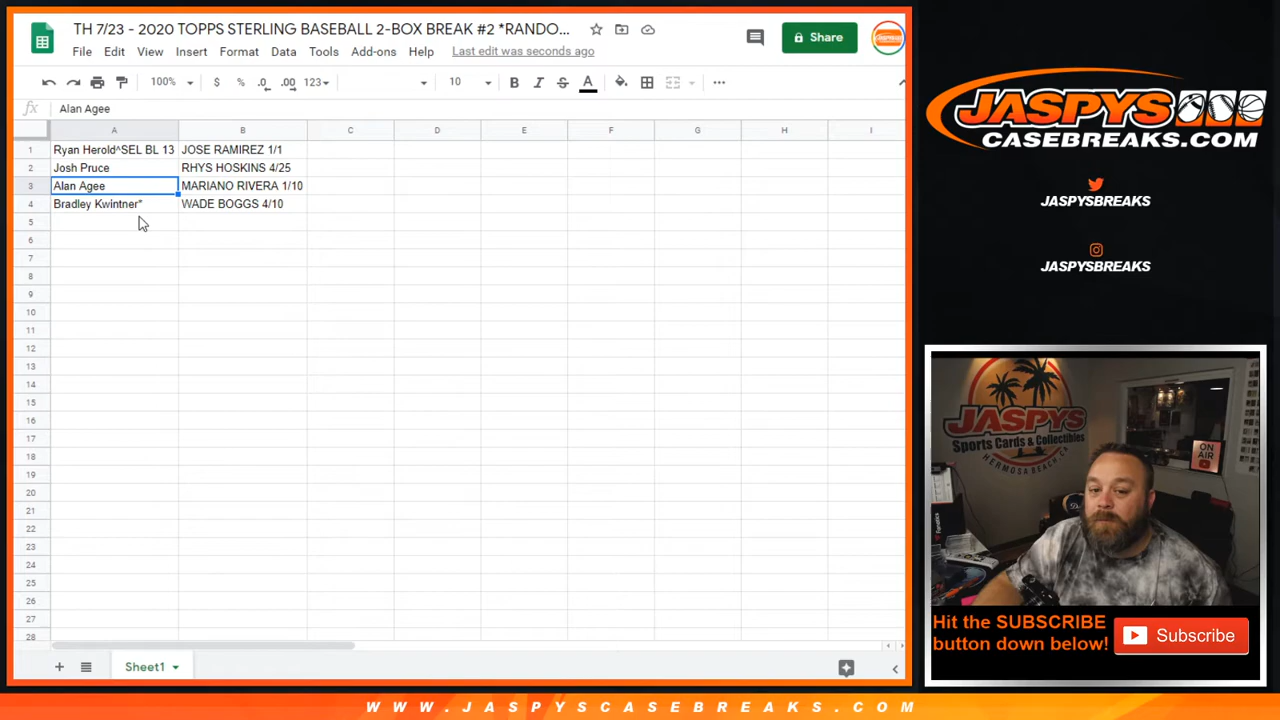 TH 7/23 - 2020 TOPPS STERLING BASEBALL 2-BOX BREAK #2 *RANDO...
File Edit View Insert Format Data Tools Add-ons Help Last edit was seconds ago
Share
100% $ % .0 .00 123 10 B I S A
fx Alan Agee
A B C D E F G H I
1 Ryan Herold^SEL BL 13 JOSE RAMIREZ 1/1
2 Josh Pruce RHYS HOSKINS 4/25
3 Alan Agee MARIANO RIVERA 1/10
4 Bradley Kwintner" WADE BOGGS 4/10
5
6
7
8
9
10
11
12
13
14
15
16
17
18
19
20
21
22
23
24
25
26
27
28
Sheet1
JASPYS
CASEBREAKS.COM
JASPYSBREAKS
JASPYSBREAKS
JASPYS
Sports Cards & Collectibles
HERMOSA BEACH, CA
ON AIR
Hit the SUBSCRIBE
button down below!
Subscribe
WWW.JASPYSCASEBREAKS.COM